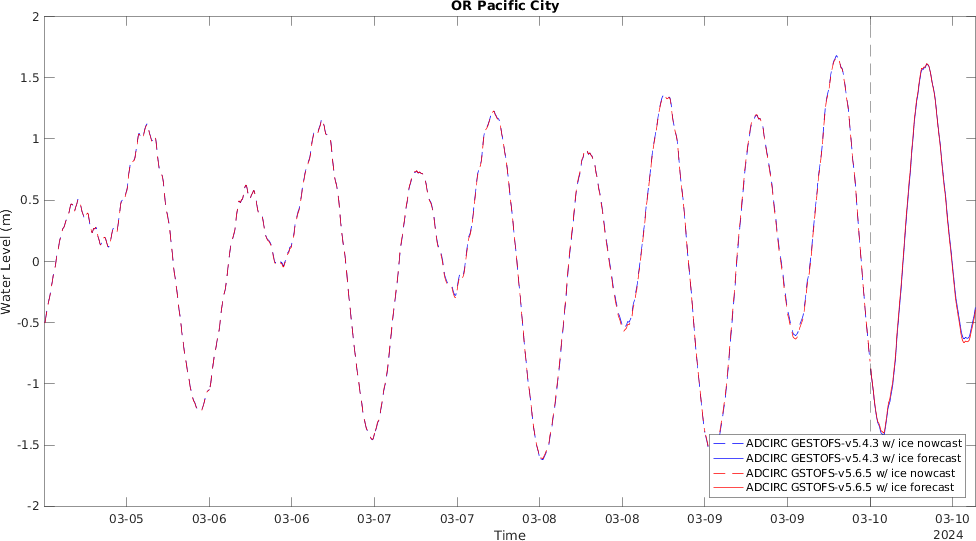 OR Pacific City
2
1.5
1
0.5
0
-0.5
-1
-1.5
-2
Water Level (m)
ADCIRC GESTOFS-v5.4.3 w/ ice nowcast
ADCIRC GESTOFS-v5.4.3 w/ ice forecast
ADCIRC GSTOFS-v5.6.5 w/ ice nowcast
ADCIRC GSTOFS-v5.6.5 w/ ice forecast
03-05 03-06 03-06 03-07 03-07 03-08 03-08 03-09 03-09 03-10 03-10
Time 2024